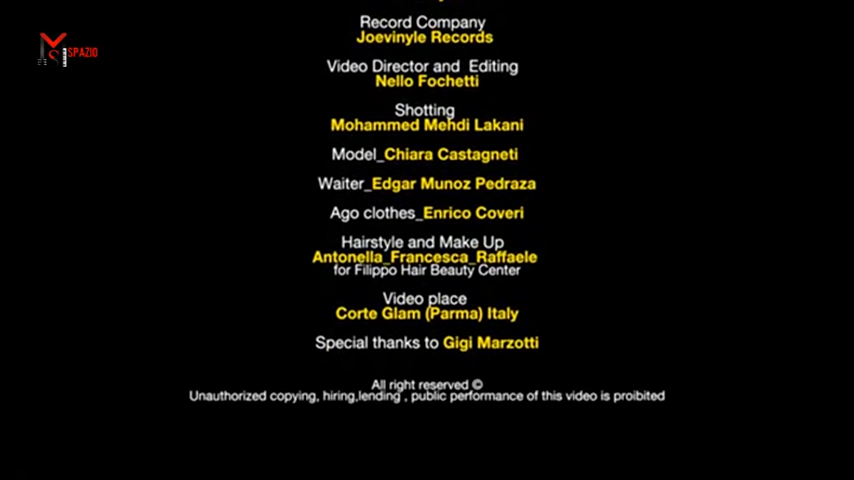 SPAZIO
Record Company
Joevinyle Records
Video Director and Editing
Nello Fochetti
Shotting
Mohammed Mehdi Lakani
Model_Chiara Castagneti
Waiter_Edgar Munoz Pedraza
Ago clothes_Enrico Coveri
Hairstyle and Make Up
Antonella_Francesca_Raffaele
for Filippo Hair Beauty Center
Video place
Corte Glam (Parma) Italy
Special thanks to Gigi Marzotti
All right reserved ©
Unauthorized copying, hiring,lending , public performance of this video is proibited